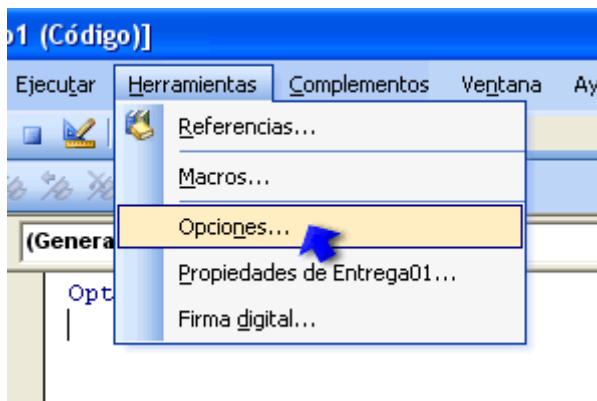 o1 (Código)]
Ejecutar Herramientas Complementos Ventana Ay
Referencias...
Macros...
Opciones...
(Genera
Propiedades de Entrega01...
Opt
Firma digital...